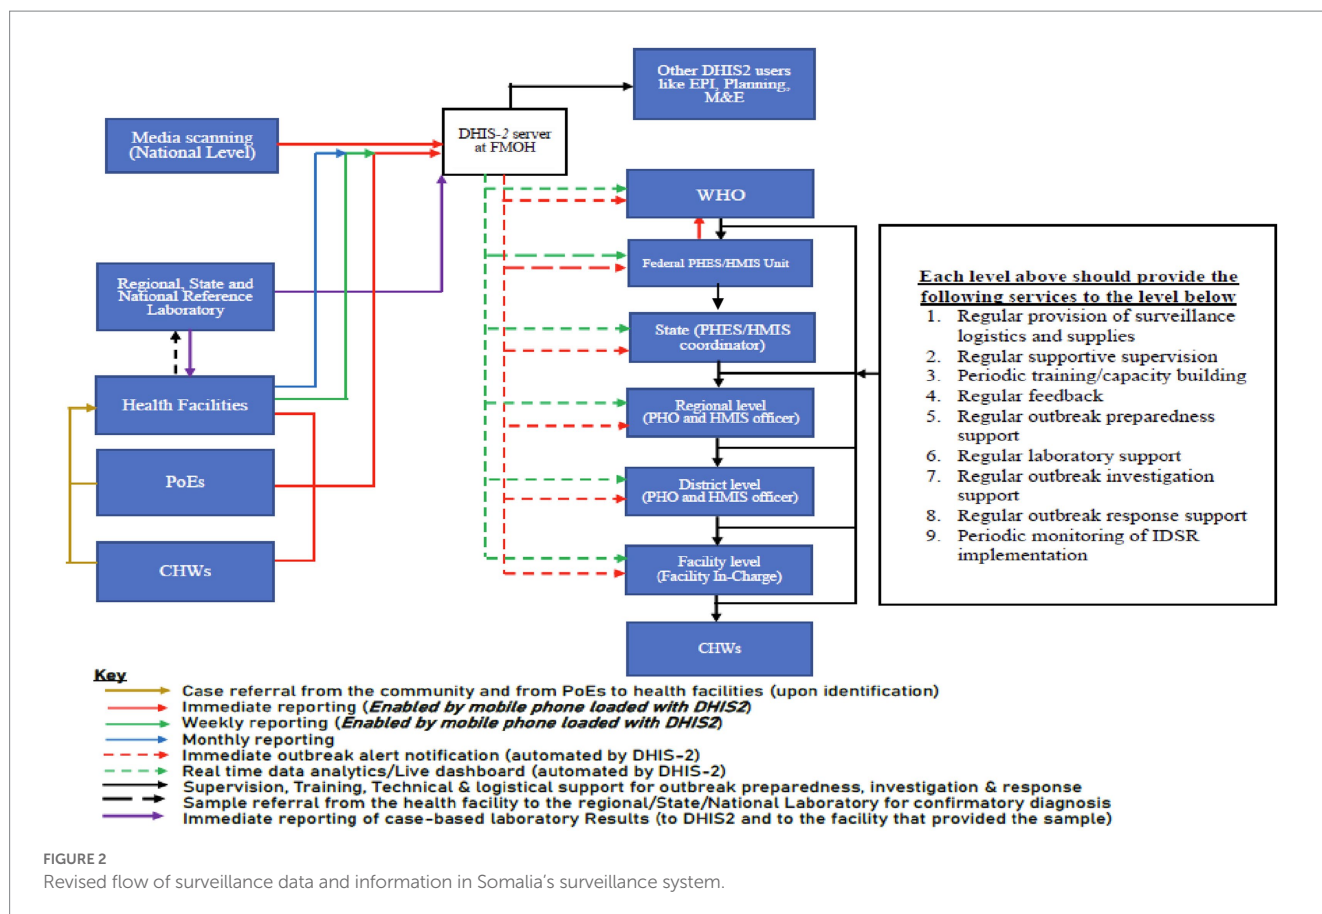 Other DHIS2 users
like EPI, Planning,
M&E
Media scanning
(National Level)
DHIS-2 server
at FMOH
WHO
Federal PHES/HMIS Unit
Regional, State and
National Reference
Laboratory
State (PHES/HMIS
coordinator)
Health Facilities
Regional level
(PHO and HMIS officer)
PoEs
District level
(PHO and HMIS officer)
CHWs
Facility level
(Facility In-Charge)
CHWs
Each level above should provide the
following services to the level below
1. Regular provision of surveillance
logistics and supplies
2. Regular supportive supervision
3. Periodic training/capacity building
4. Regular feedback
5. Regular outbreak preparedness
support
6. Regular laboratory support
7. Regular outbreak investigation
support
8. Regular outbreak response support
9. Periodic monitoring of IDSR
implementation
Key
Case referral from the community and from PoEs to health facilities (upon identification)
Immediate reporting (Enabled by mobile phone loaded with DHIS2)
Weekly reporting (Enabled by mobile phone loaded with DHIS2)
Monthly reporting
Immediate outbreak alert notification (automated by DHIS-2)
Real time data analytics/Live dashboard (automated by DHIS-2)
Supervision, Training, Technical & logistical support for outbreak preparedness, investigation & response
Sample referral from the health facility to the regional/State/National Laboratory for confirmatory diagnosis
Immediate reporting of case-based laboratory Results (to DHIS2 and to the facility that provided the sample)
FIGURE 2
Revised flow of surveillance data and information in Somalia's surveillance system.